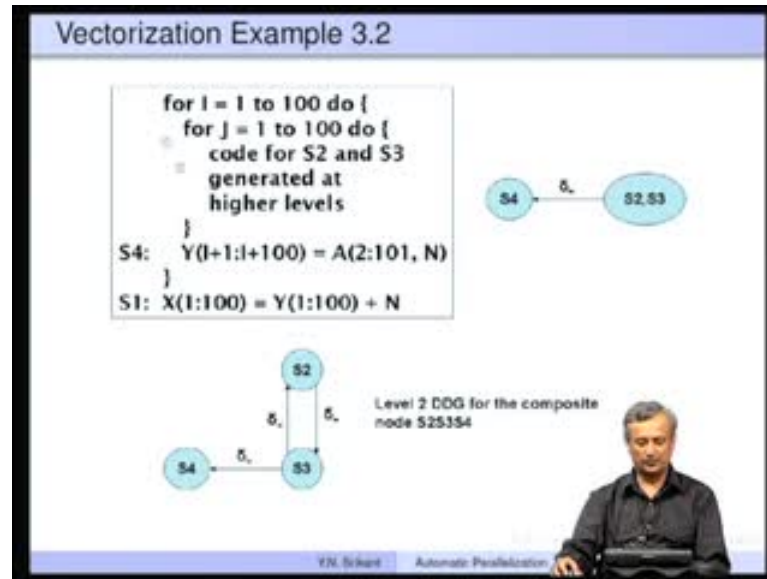 Vectorization Example 3.2
for I = 1 to 100 do {
for J = 1 to 100 do {
code for S2 and S3
generated at
higher levels
}
S4: Y(I+1:I+100) = A(2:101, N)
}
S1: X(1:100) = Y(1:100) + N
S4 δ S2,S3
S2
δ δ
Level 2 DDG for the composite
node S2S3S4
S4 δ S3
Y.N. Srikant Automatic Parallelization